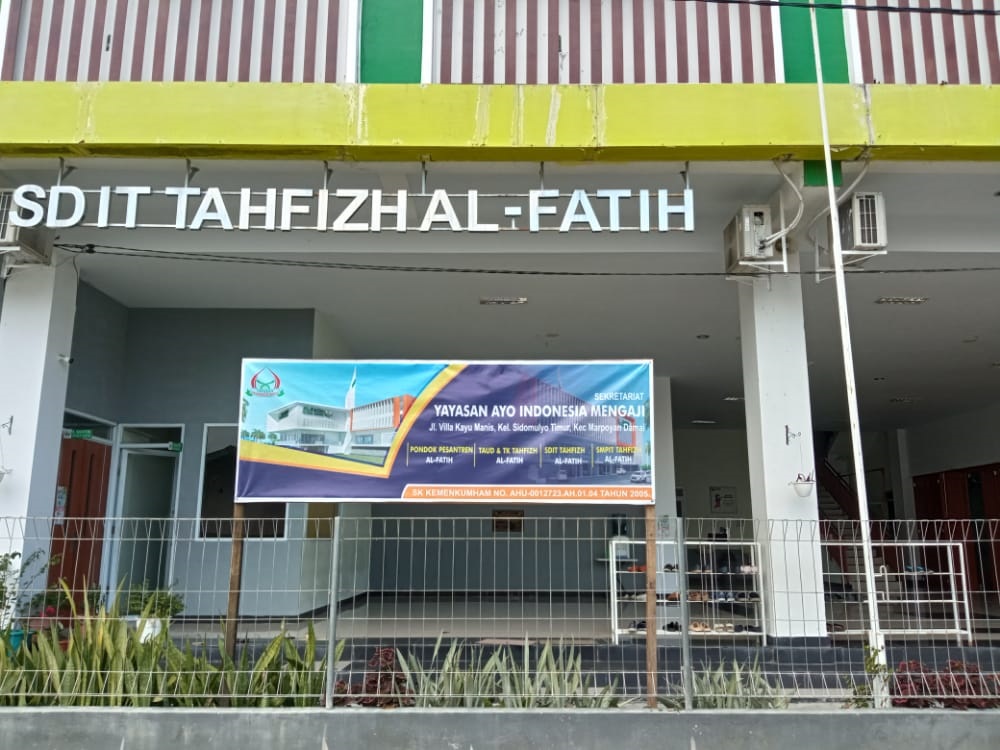 SD IT TAHFIZH AL-FATIH
SEKRETARIAT
YAYASAN AYO INDONESIA MENGAJI
Jl. Villa Kayu Manis, Kel. Sidomulyo Timur, Kec Marpoyan Damai
PONDOK PESANTREN
AL-FATIH
TAUD & TK TAHFIZH
AL-FATIH
SDIT TAHFIZH
AL-FATIH
SMPIT TAHFIZH
AL-FATIH
SK KEMENKUMHAM NO. AHU-0012723.AH.01.04 TAHUN 2005.